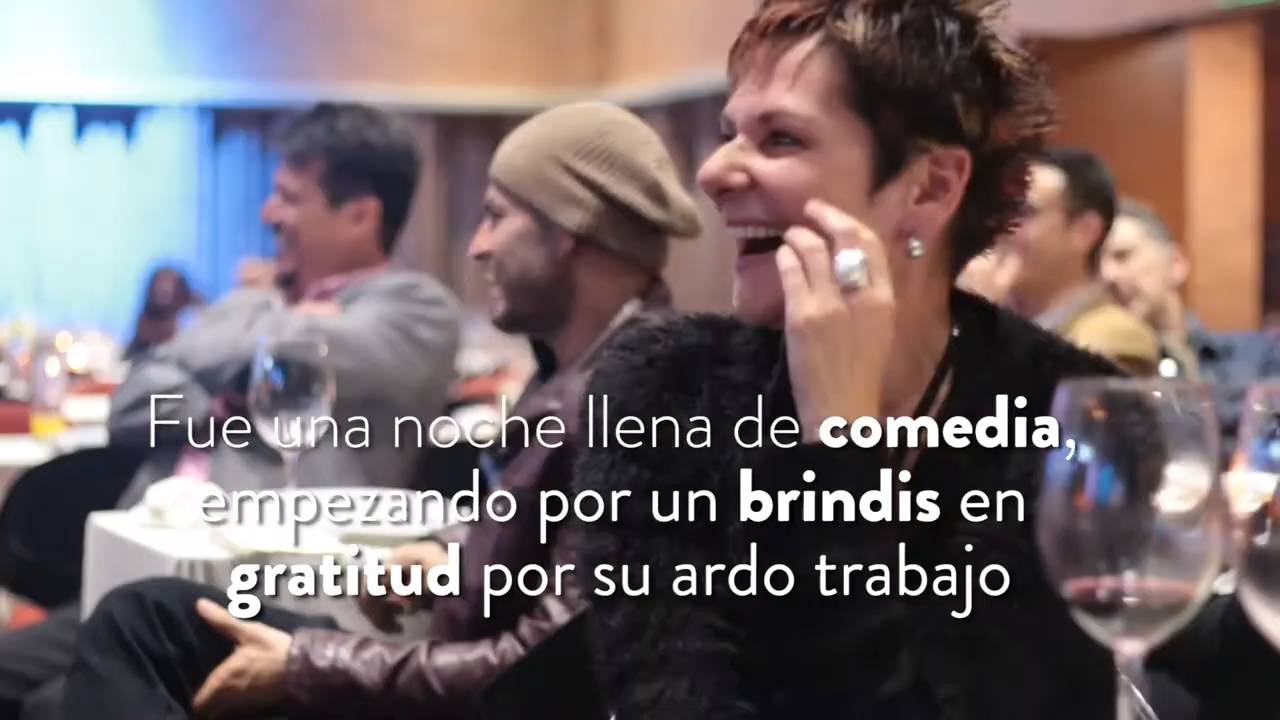 Fue una noche llena de comedia,
empezando por un brindis en
gratitud por su ardo trabajo